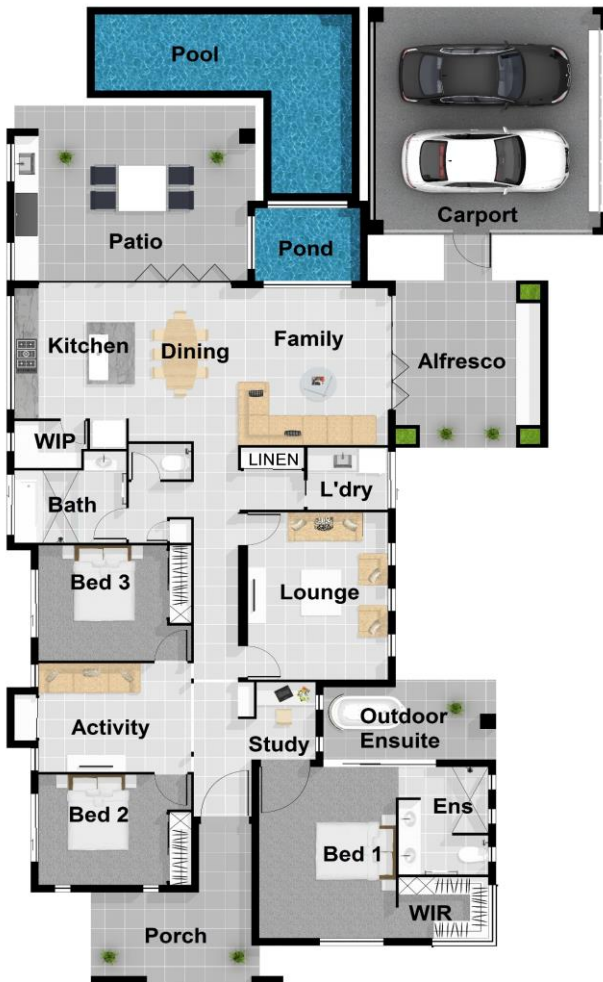 Pool
Carport
Patio
Pond
Kitchen
Dining
Family
Alfresco
WIP
LINEN
L'dry
Bath
Bed 3
Lounge
Activity
Study
Outdoor
Ensuite
Bed 2
Ens
Bed 1
WIR
Porch